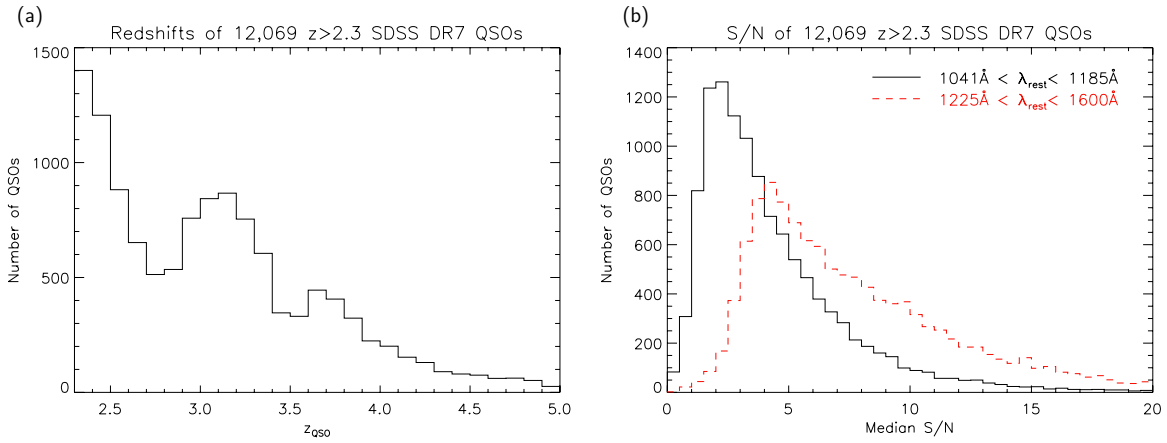 (a)
Redshifts of 12,069 z>2.3 SDSS DR7 QSOs
1500
1000
500
0
Number of QSOs
2.5
3.0
3.5
4.0
4.5
5.0
zQSO
(b)
S/N of 12,069 z>2.3 SDSS DR7 QSOs
1041Å < λrest< 1185Å
1225Å < λrest< 1600Å
1400
1200
1000
800
600
400
200
0
Number of QSOs
0
5
10
15
20
Median S/N